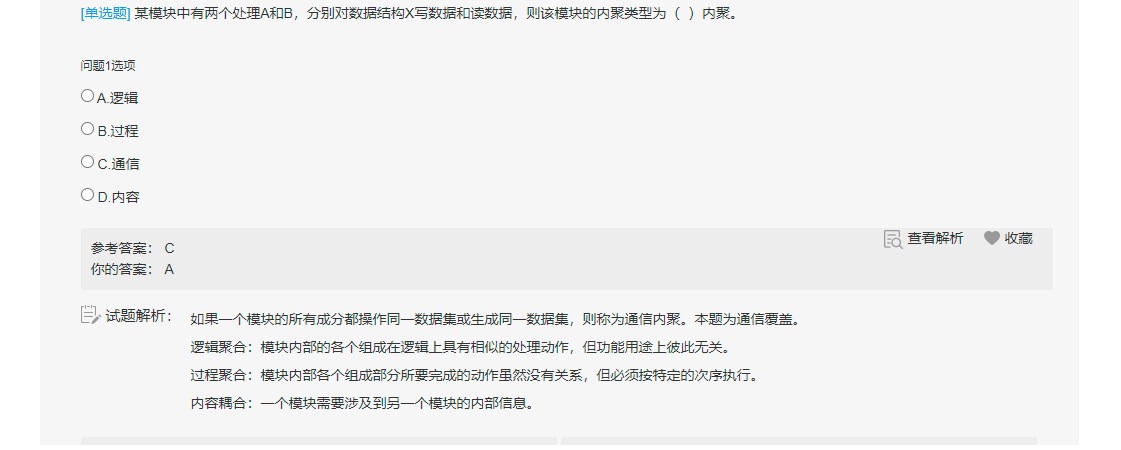 [单选题] 某模块中有两个处理A和B，分别对数据结构X写数据和读数据，则该模块的内聚类型为（ ）内聚。
问题1选项
A.逻辑
B.过程
C.通信
D.内容
参考答案： C
查看解析
收藏
你的答案： A
试题解析： 如果一个模块的所有成分都操作同一数据集或生成同一数据集，则称为通信内聚。本题为通信覆盖。
逻辑聚合：模块内部的各个组成在逻辑上具有相似的处理动作，但功能用途上彼此无关。
过程聚合：模块内部各个组成部分所要完成的动作虽然没有关系，但必须按特定的次序执行。
内容耦合：一个模块需要涉及到另一个模块的内部信息。